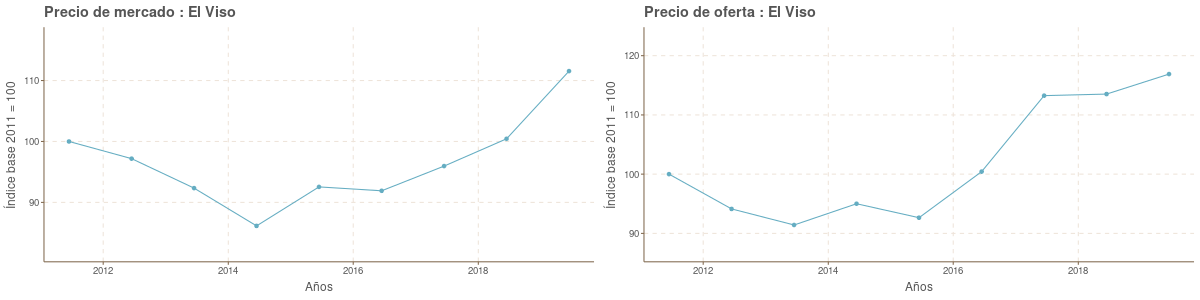 Precio de mercado : El Viso
Índice base 2011 = 100
110
100
90
2012 2014 2016 2018
Años
Precio de oferta : El Viso
Índice base 2011 = 100
120
110
100
90
2012 2014 2016 2018
Años